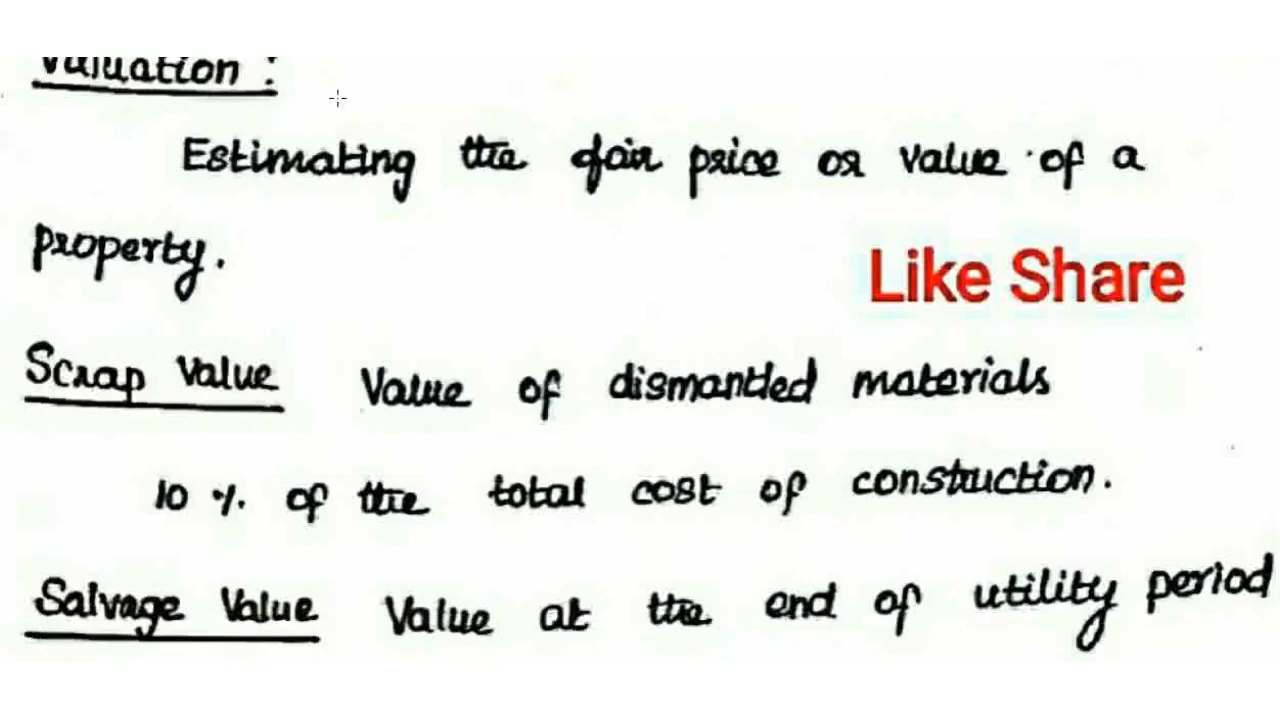 Valuation :
Estimating the fair price or value of a
property.
Like Share
Scrap Value Value of dismantled materials
10 % of the total cost of construction.
Salvage Value Value at the end of utility period